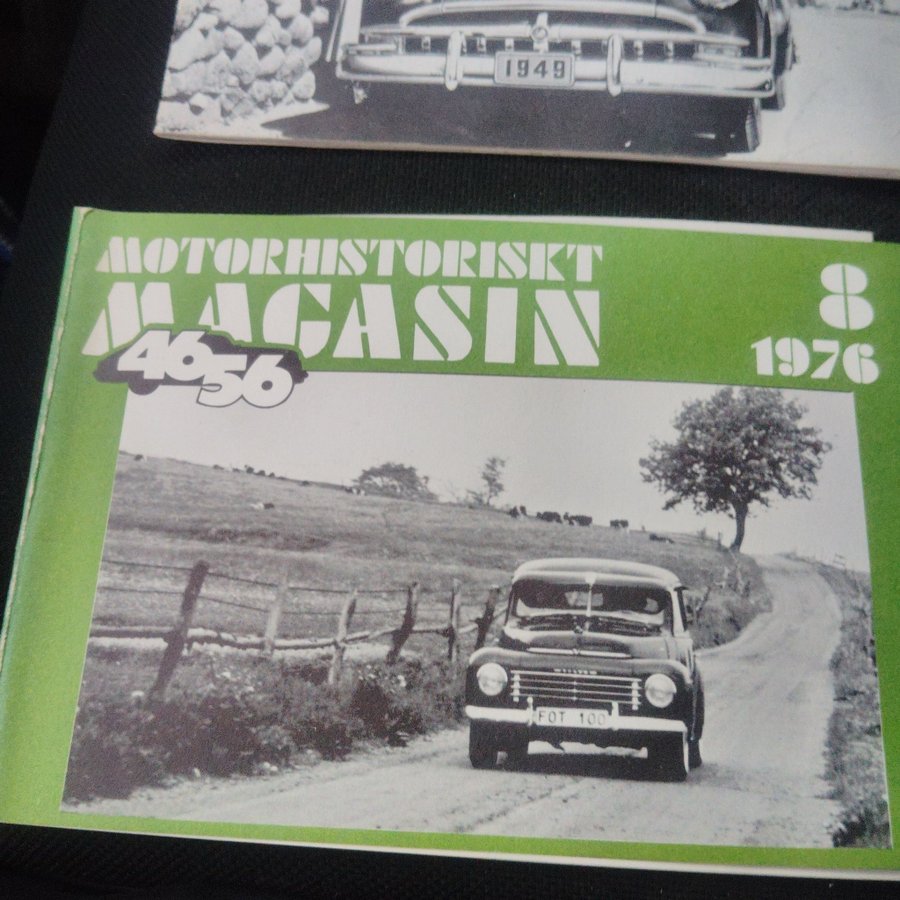 1949
MOTORHISTORISKT
MAGASIN
46 56
8
1976
FOT 100